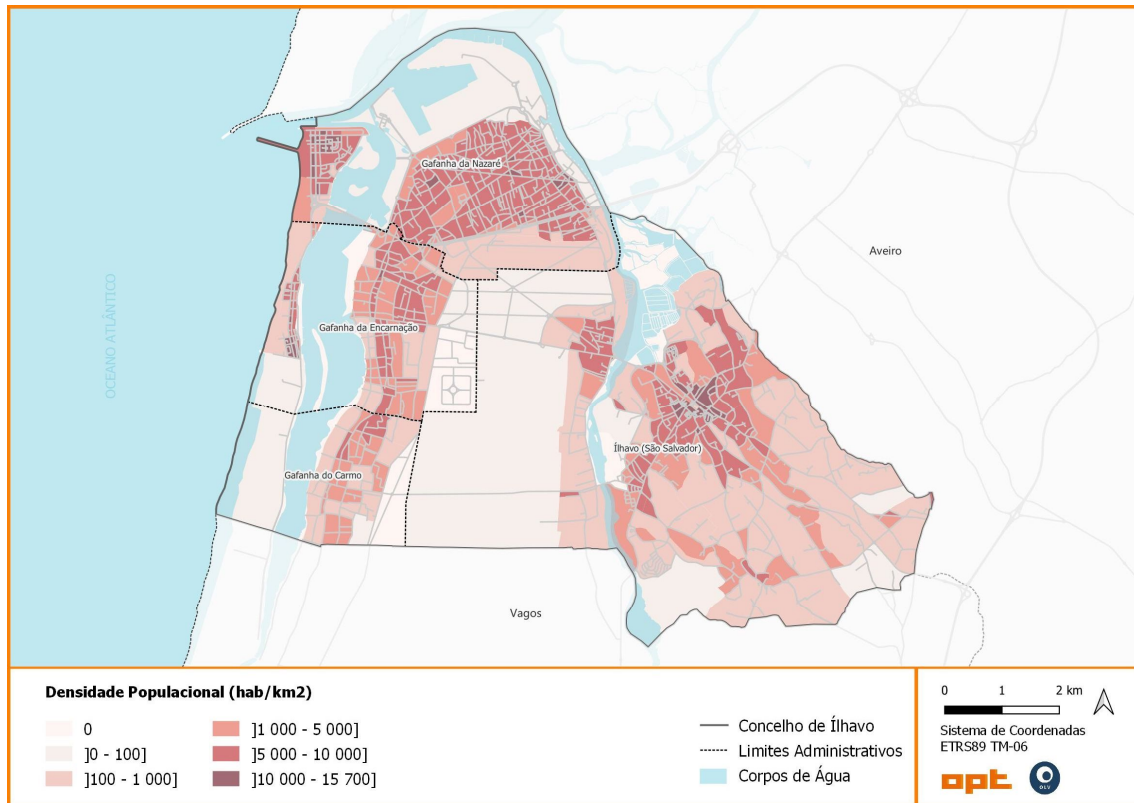 Gafanha da Nazaré
Aveiro
OCEANO ATLÂNTICO
Gafanha da Encarnação
Ílhavo (São Salvador)
Gafanha do Carmo
Vagos
Densidade Populacional (hab/km2)
0
]0 - 100]
]100 - 1 000]
]1 000 - 5 000]
]5 000 - 10 000]
]10 000 - 15 700]
Concelho de Ílhavo
Limites Administrativos
Corpos de Água
0 1 2 km
Sistema de Coordenadas
ETRS89 TM-06
opt
OLV